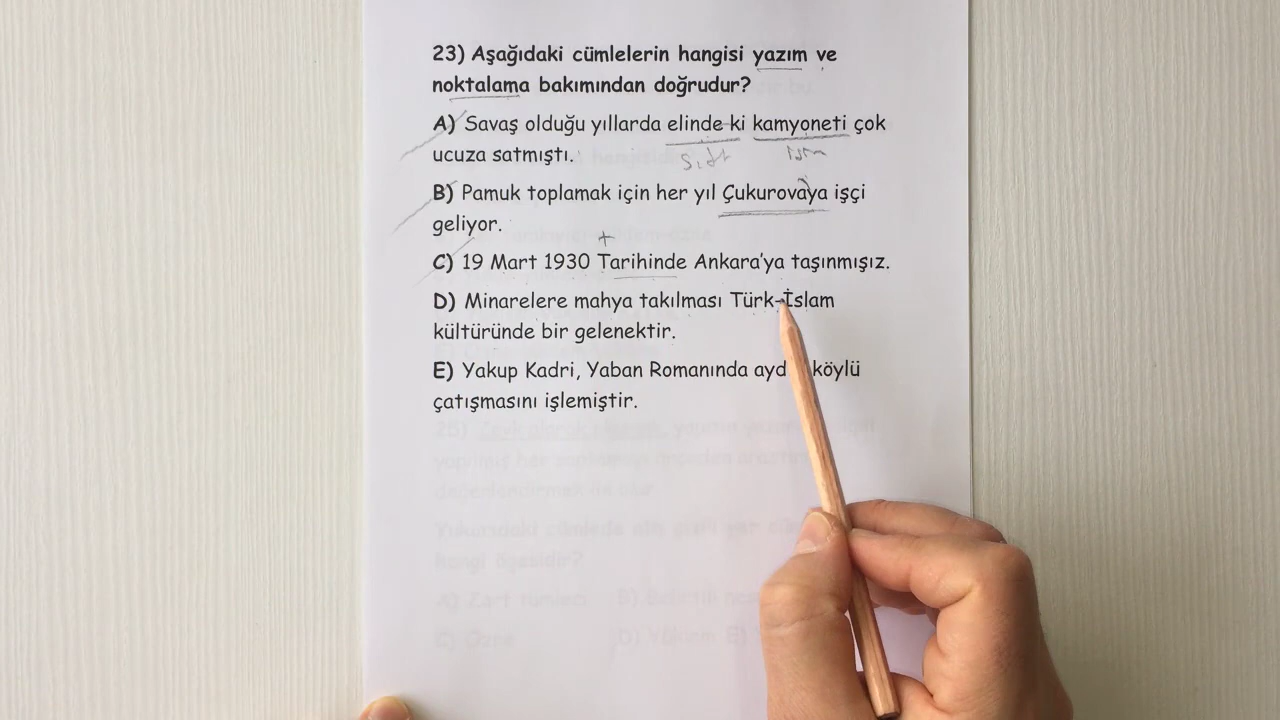 23) Aşağıdaki cümlelerin hangisi yazım ve
noktalama bakımından doğrudur?
A) Savaş olduğu yıllarda elinde ki kamyoneti çok
ucuza satmıştı.
sıft ısm
B) Pamuk toplamak için her yıl Çukurovaya işçi
geliyor.
C) 19 Mart 1930 Tarihinde Ankara'ya taşınmışız.
D) Minarelere mahya takılması Türk-İslam
kültüründe bir gelenektir.
E) Yakup Kadri, Yaban Romanında köylü
çatışmasını işlemiştir.